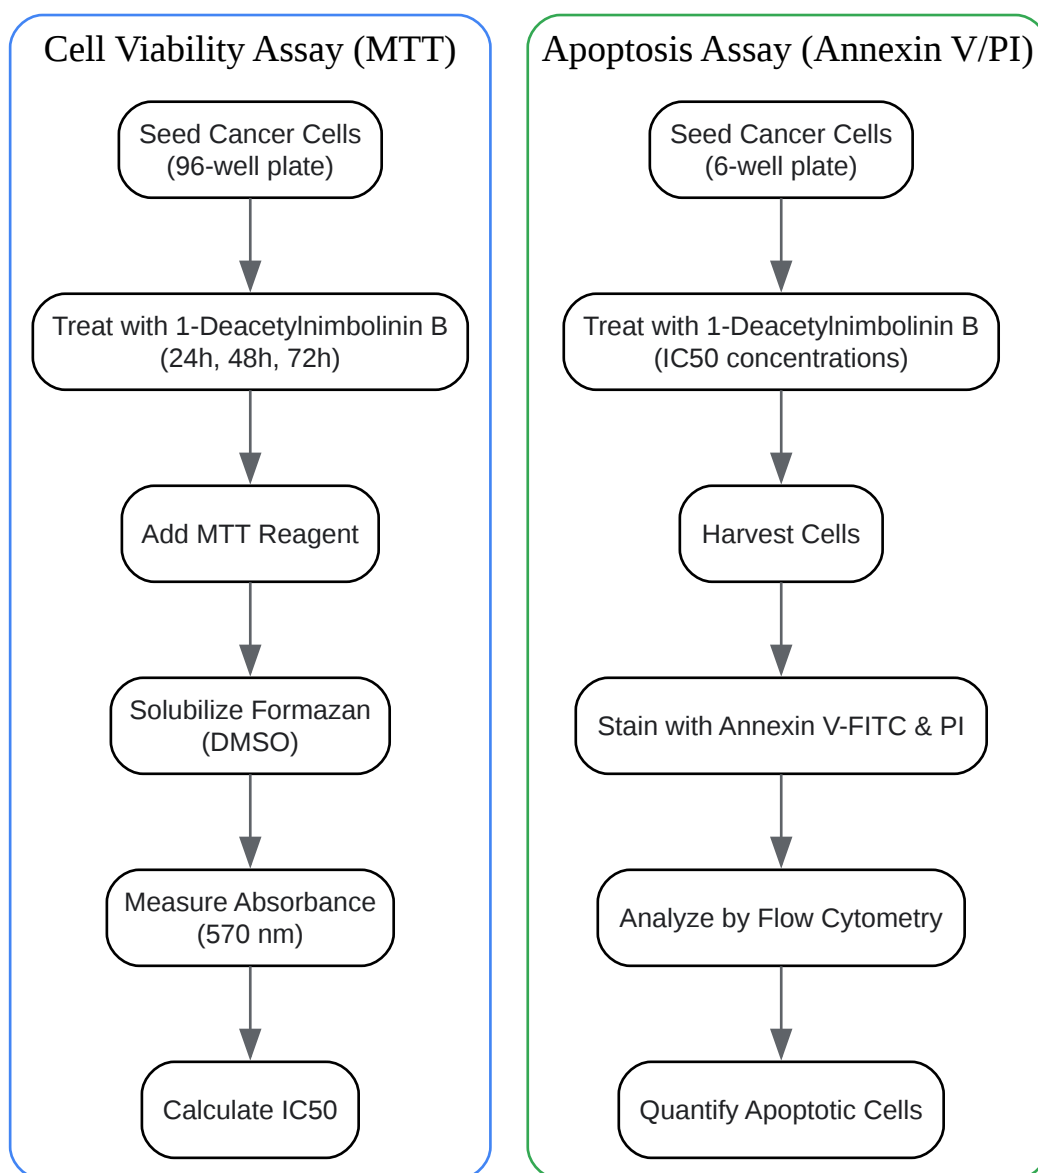 Cell Viability Assay (MTT)
Seed Cancer Cells
(96-well plate)
Treat with 1-Deacetylnimbolinin B
(24h, 48h, 72h)
Add MTT Reagent
Solubilize Formazan
(DMSO)
Measure Absorbance
(570 nm)
Calculate IC50
Apoptosis Assay (Annexin V/PI)
Seed Cancer Cells
(6-well plate)
Treat with 1-Deacetylnimbolinin B
(IC50 concentrations)
Harvest Cells
Stain with Annexin V-FITC & PI
Analyze by Flow Cytometry
Quantify Apoptotic Cells